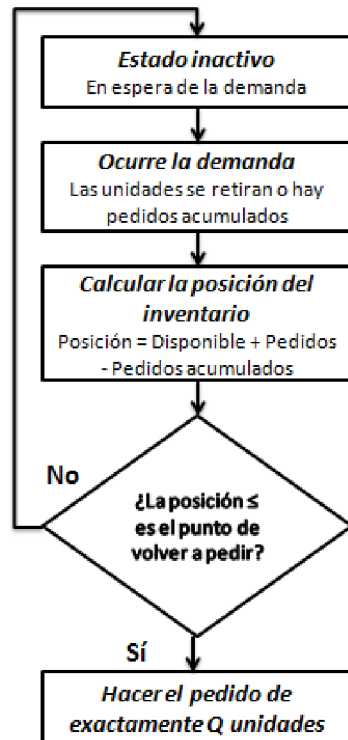 Estado inactivo
En espera de la demanda
Ocurre la demanda
Las unidades se retiran o hay
pedidos acumulados
Calcular la posición del
inventario
Posición = Disponible + Pedidos
- Pedidos acumulados
No
¿La posición ≤
es el punto de
volver a pedir?
Sí
Hacer el pedido de
exactamente Q unidades